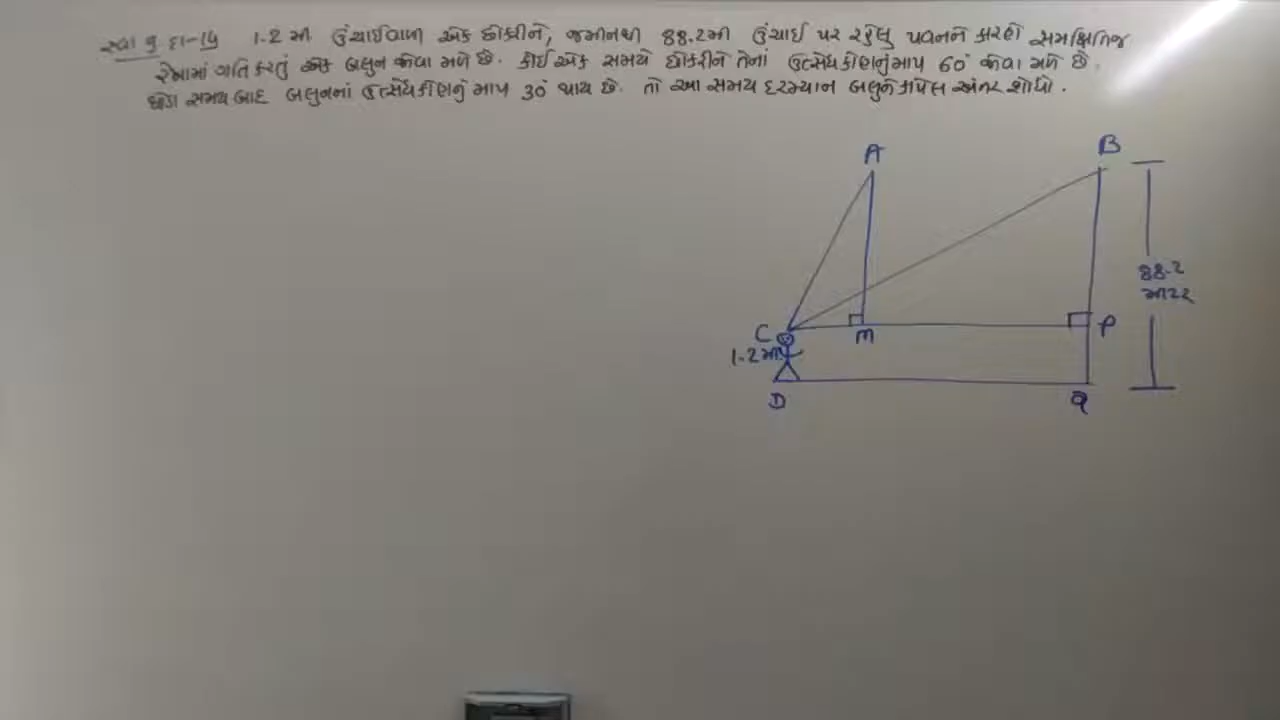 1.2 મી ઉંચાઈવાળી એક છોકરીને, જમીનથી 88.2મી ઉંચાઈ પર રહેલુ પવનને કારણે સમક્ષિતિજ
રેખામાં ગતિ કરતું એક બલુન જોવા મળે છે. કોઈ એક સમયે છોકરીને તેનાં ઉત્સેધકોણનું માપ 60° જોવા મળે છે.
થોડા સમય બાદ બલુનનાં ઉત્સેધકોણનું માપ 30° થાય છે. તો આ સમય દરમ્યાન બલુને કાપેલ અંતર શોધો.
A
B
88.2
મીટર
C
M
P
1.2મી
D
Q